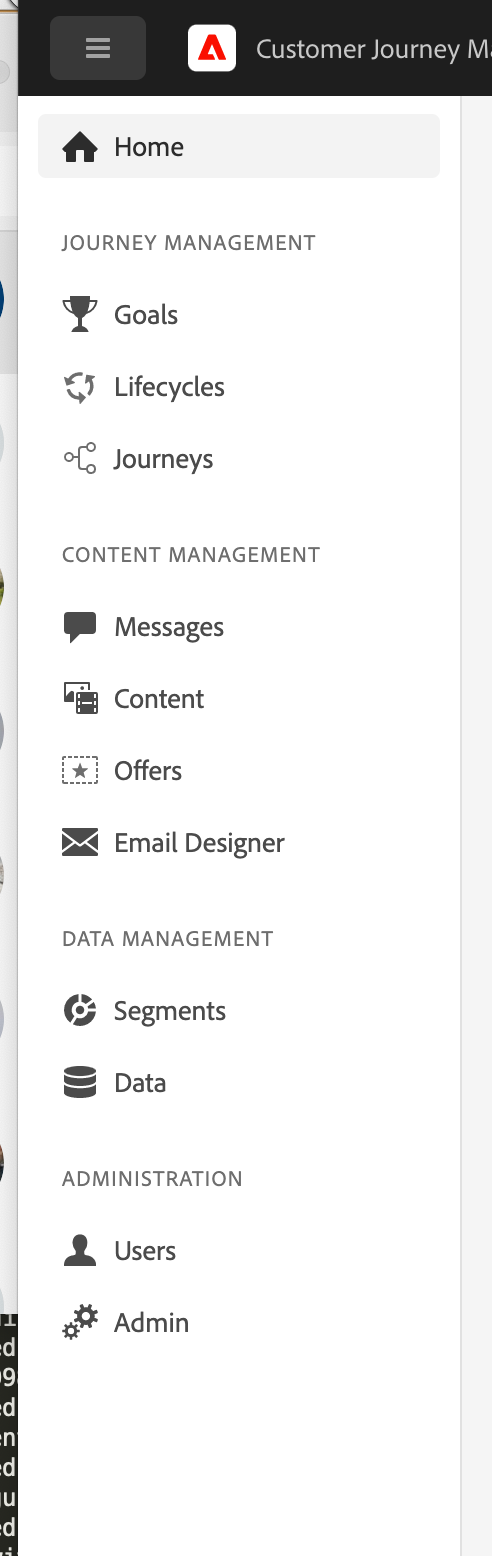 Customer Journey
Home
JOURNEY MANAGEMENT
Goals
Lifecycles
Journeys
CONTENT MANAGEMENT
Messages
Content
Offers
Email Designer
DATA MANAGEMENT
Segments
Data
ADMINISTRATION
Users
Admin